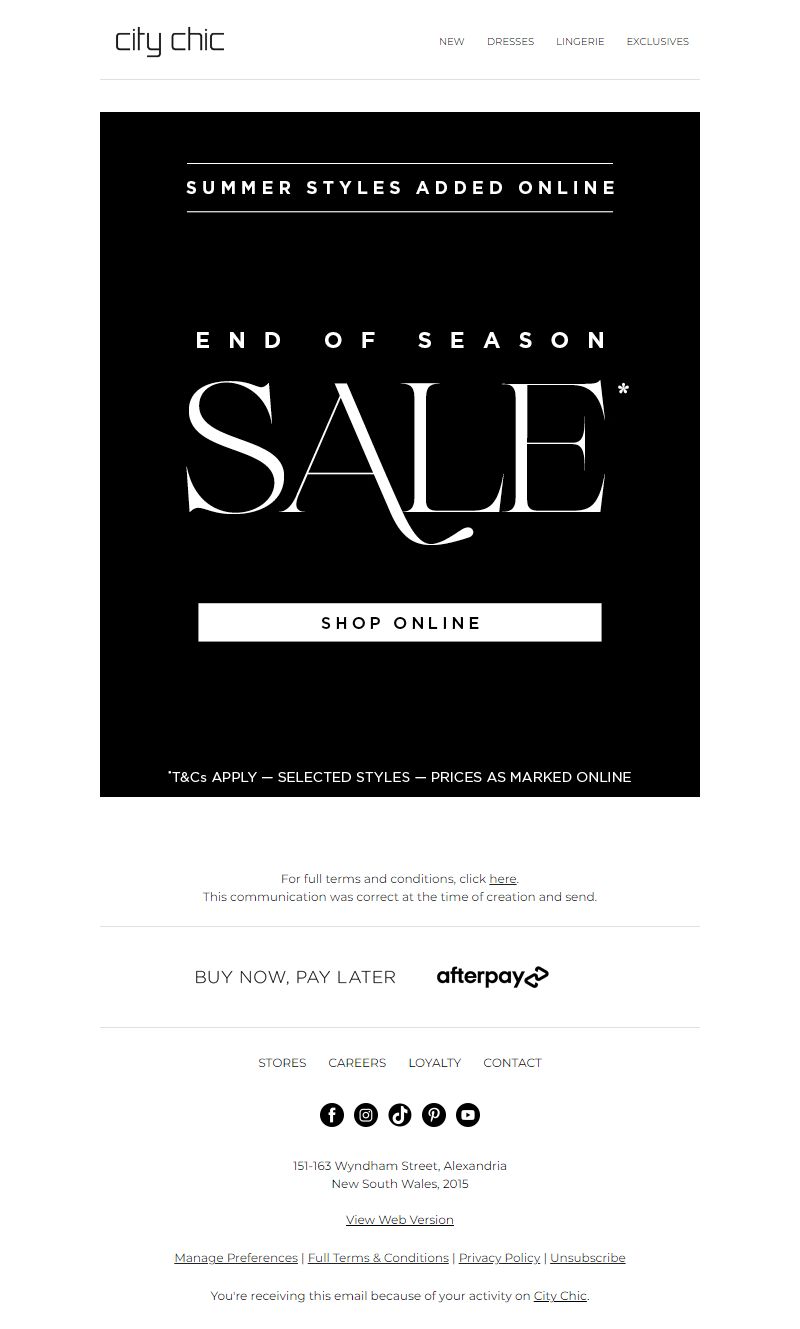 city chic
NEW DRESSES LINGERIE EXCLUSIVES
SUMMER STYLES ADDED ONLINE
END OF SEASON
SALE*
SHOP ONLINE
*T&Cs APPLY — SELECTED STYLES — PRICES AS MARKED ONLINE
For full terms and conditions, click here.
This communication was correct at the time of creation and send.
BUY NOW, PAY LATER afterpay
STORES CAREERS LOYALTY CONTACT
151-163 Wyndham Street, Alexandria
New South Wales, 2015
View Web Version
Manage Preferences | Full Terms & Conditions | Privacy Policy | Unsubscribe
You're receiving this email because of your activity on City Chic.